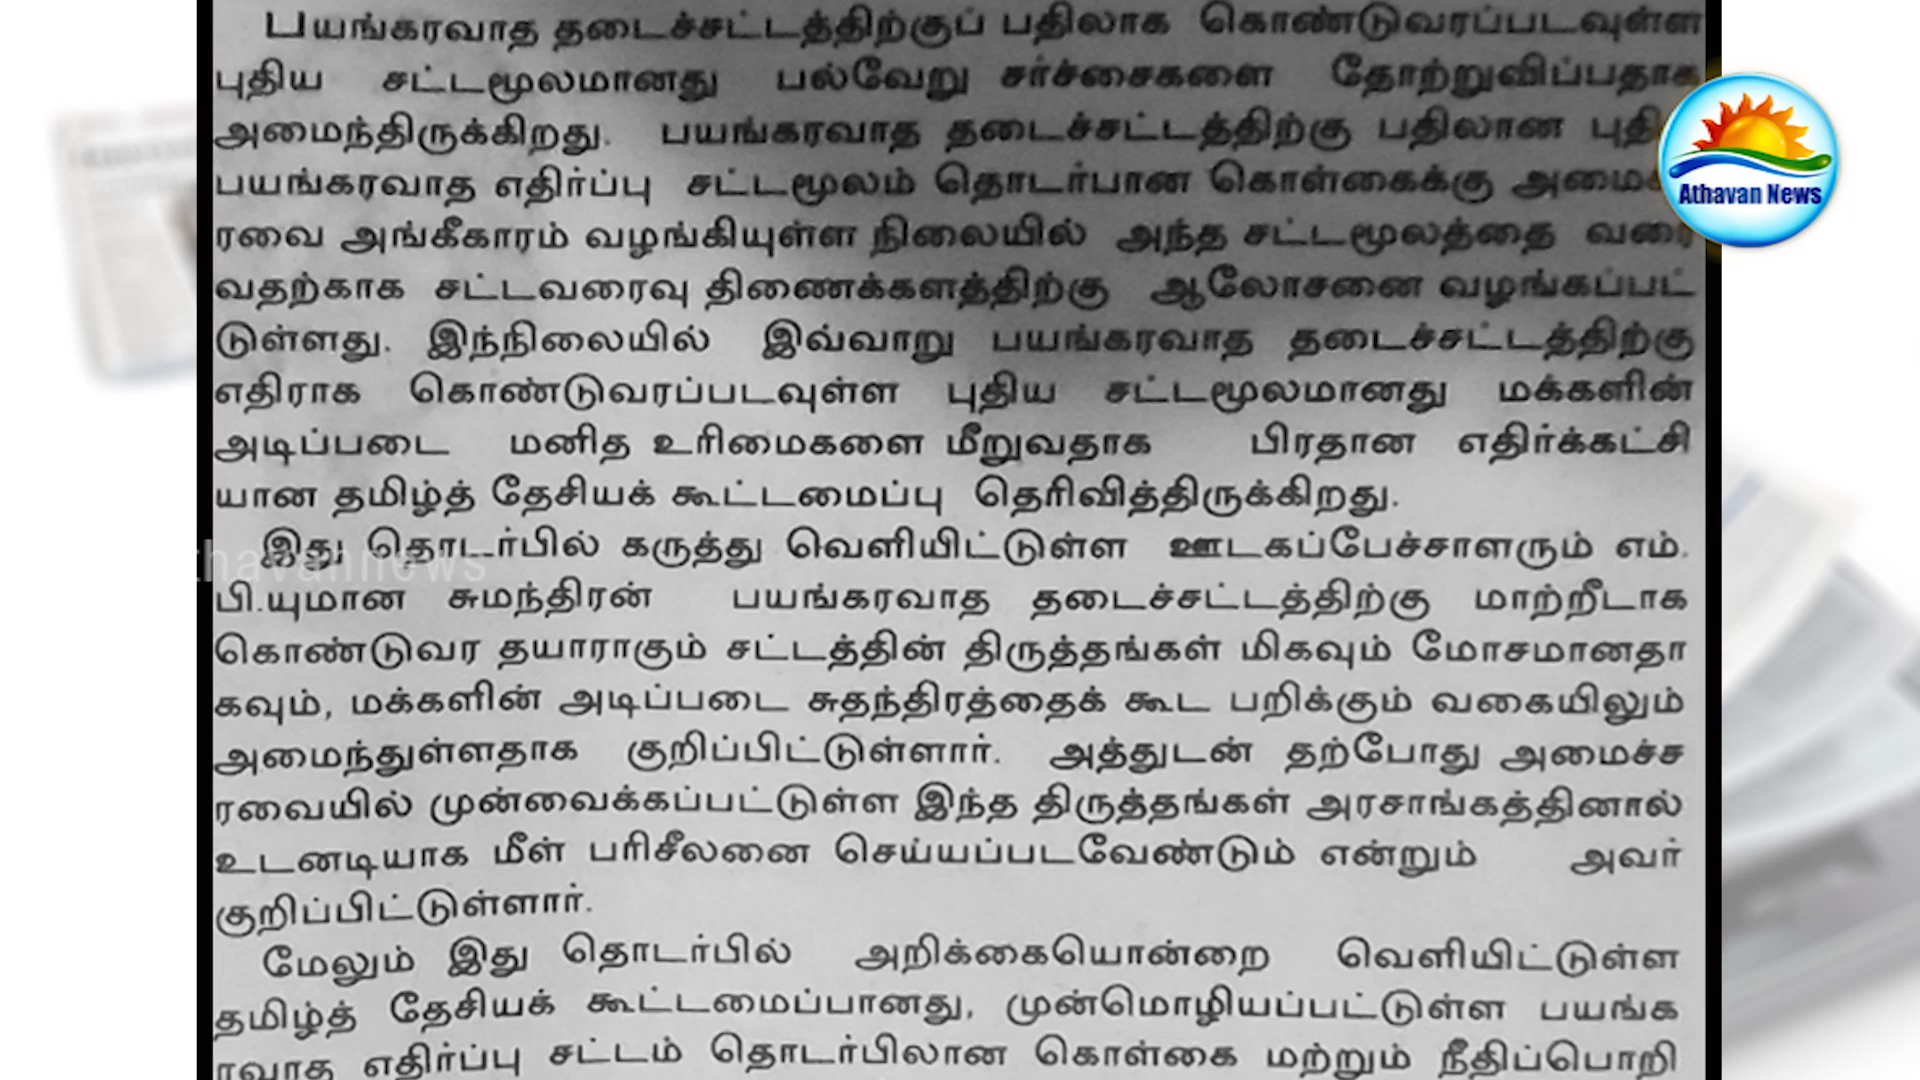 பயங்கரவாத தடைச்சட்டத்திற்குப் பதிலாக கொண்டுவரப்படவுள்ள
புதிய சட்டமூலமானது பல்வேறு சர்ச்சைகளை தோற்றுவிப்பதாக
அமைந்திருக்கிறது. பயங்கரவாத தடைச்சட்டத்திற்கு பதிலான புதி
பயங்கரவாத எதிர்ப்பு சட்டமூலம் தொடர்பான கொள்கைக்கு அமைச்
ரவை அங்கீகாரம் வழங்கியுள்ள நிலையில் அந்த சட்டமூலத்தை வரை
வதற்காக சட்டவரைவு திணைக்களத்திற்கு ஆலோசனை வழங்கப்பட்
டுள்ளது. இந்நிலையில் இவ்வாறு பயங்கரவாத தடைச்சட்டத்திற்கு
எதிராக கொண்டுவரப்படவுள்ள புதிய சட்டமூலமானது மக்களின்
அடிப்படை மனித உரிமைகளை மீறுவதாக பிரதான எதிர்க்கட்சி
யான தமிழ்த் தேசியக் கூட்டமைப்பு தெரிவித்திருக்கிறது.
இது தொடர்பில் கருத்து வெளியிட்டுள்ள ஊடகப்பேச்சாளரும் எம்.
பி.யுமான சுமந்திரன் பயங்கரவாத தடைச்சட்டத்திற்கு மாற்றீடாக
கொண்டுவர தயாராகும் சட்டத்தின் திருத்தங்கள் மிகவும் மோசமானதா
கவும், மக்களின் அடிப்படை சுதந்திரத்தைக் கூட பறிக்கும் வகையிலும்
அமைந்துள்ளதாக குறிப்பிட்டுள்ளார். அத்துடன் தற்போது அமைச்ச
ரவையில் முன்வைக்கப்பட்டுள்ள இந்த திருத்தங்கள் அரசாங்கத்தினால்
உடனடியாக மீள் பரிசீலனை செய்யப்படவேண்டும் என்றும் அவர்
குறிப்பிட்டுள்ளார்.
மேலும் இது தொடர்பில் அறிக்கையொன்றை வெளியிட்டுள்ள
தமிழ்த் தேசியக் கூட்டமைப்பானது, முன்மொழியப்பட்டுள்ள பயங்க
ரவாத எதிர்ப்பு சட்டம் தொடர்பிலான கொள்கை மற்றும் நீதிப்பொறி
Athavan News
thavannews